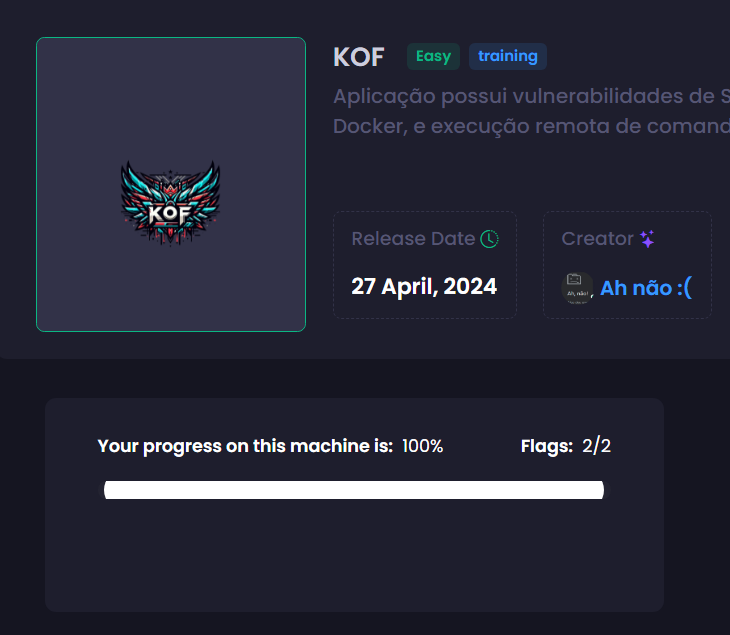 KOF Easy training
Aplicação possui vulnerabilidades de S
Docker, e execução remota de comand
KOF
Release Date
Creator
27 April, 2024
Ah, não!
Ah não :(
Your progress on this machine is: 100%
Flags: 2/2